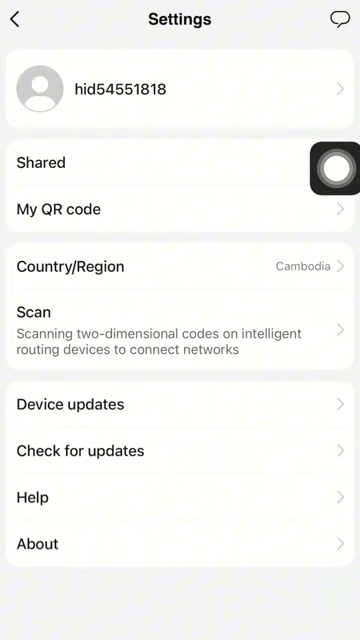 Settings
hid54551818
Shared
My QR code
Country/Region Cambodia
Scan
Scanning two-dimensional codes on intelligent
routing devices to connect networks
Device updates
Check for updates
Help
About